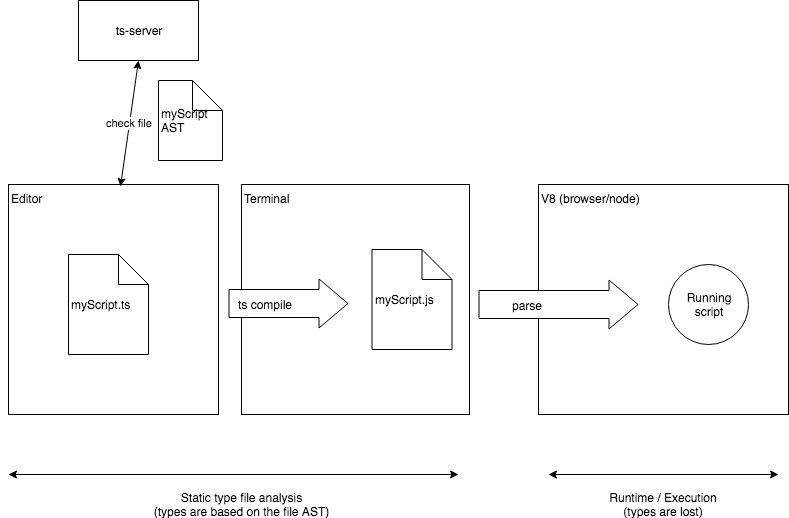 ts-server
myScript
AST
check file
Editor
Terminal
V8 (browser/node)
myScript.ts
ts compile
myScript.js
parse
Running
script
Static type file analysis
(types are based on the file AST)
Runtime / Execution
(types are lost)